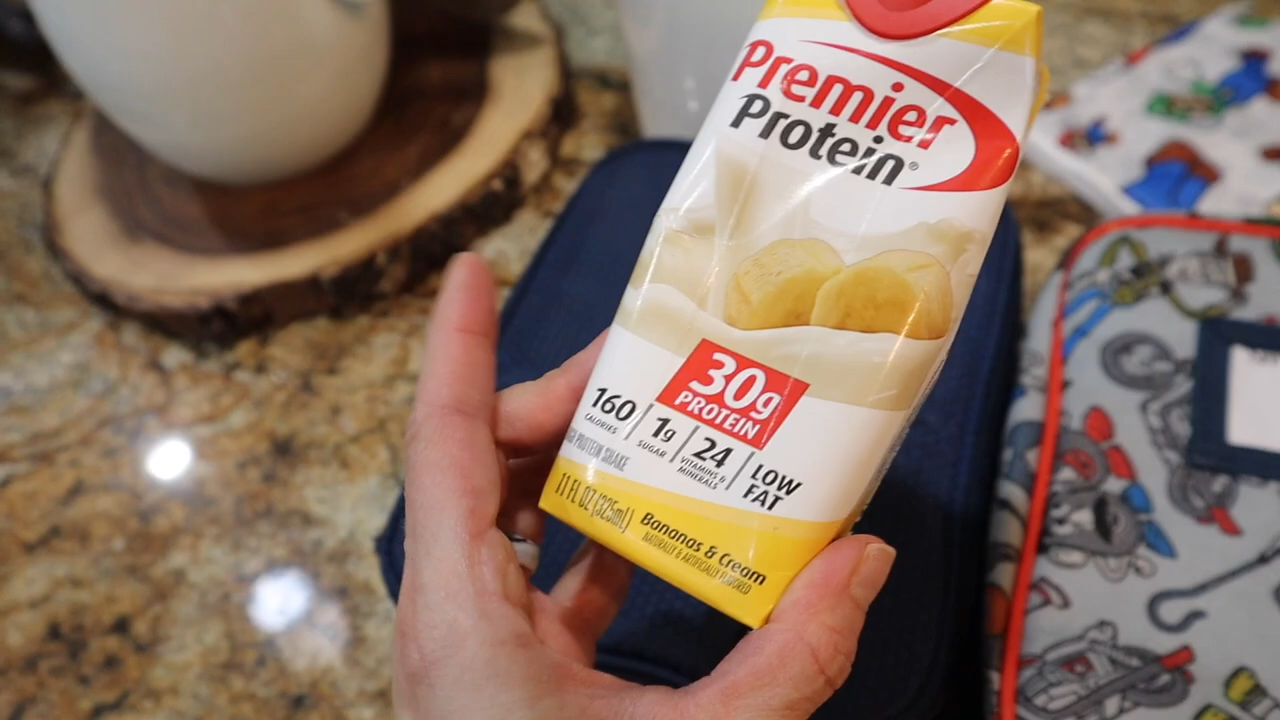 Premier
Protein®
30g
PROTEIN
160
CALORIES
1g
SUGAR
24
VITAMINS &
MINERALS
LOW
FAT
PROTEIN SHAKE
11 FL OZ (325mL)
Bananas & Cream
NATURALLY & ARTIFICIALLY FLAVORED